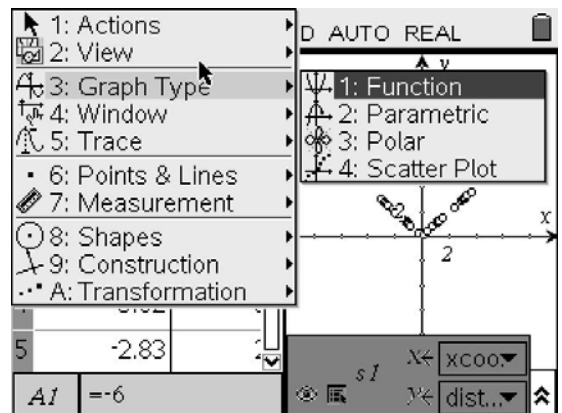 1: Actions
2: View
3: Graph Type
4: Window
5: Trace
6: Points & Lines
7: Measurement
8: Shapes
9: Construction
A: Transformation
D AUTO REAL
y
1: Function
2: Parametric
3: Polar
4: Scatter Plot
2
x
2
5 -2.83
A1 =-6
s1
x← xcoo...
y← dist...